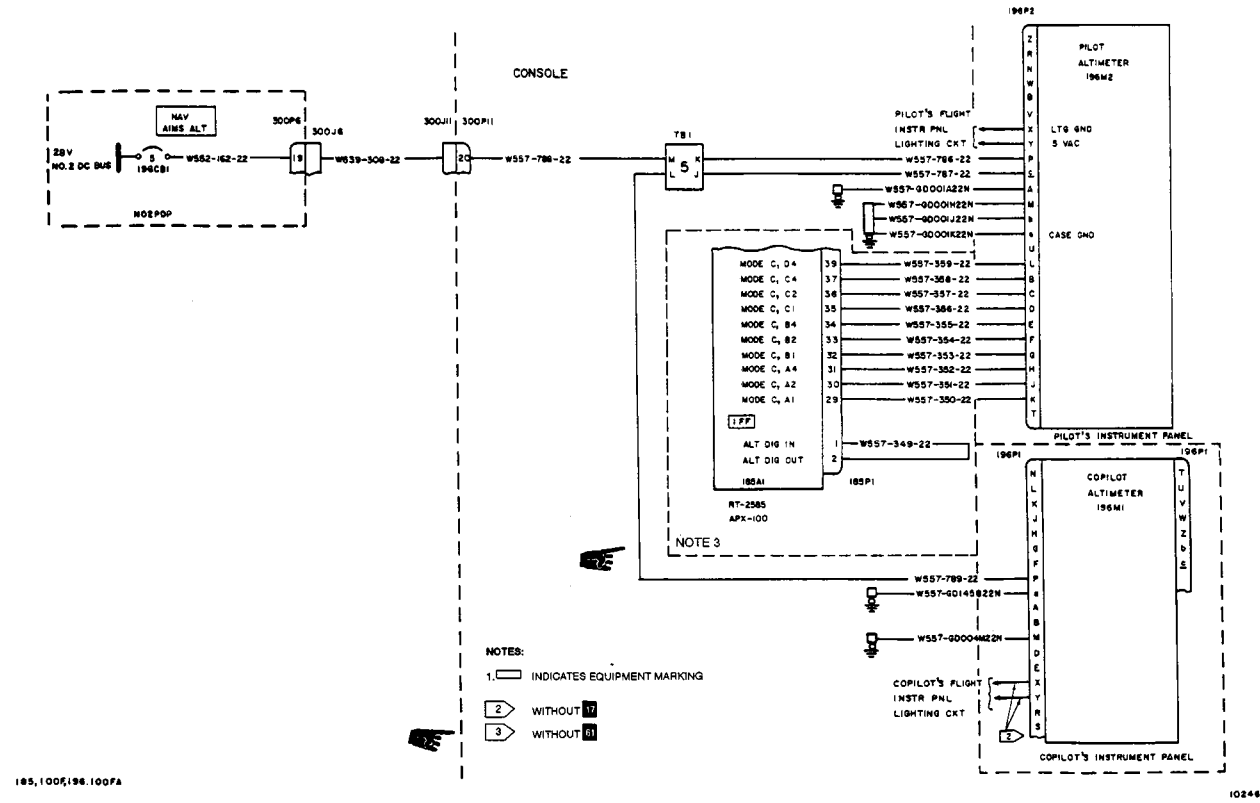 196P2
CONSOLE
PILOT
ALTIMETER
196M2
Z
R
N
W
B
V
X LTG GND
Y 5 VAC
P
C
A
M
b
a CASE GND
U
L
B
C
D
E
F
G
H
J
K
T
PILOT'S FLIGHT
INSTR PNL
LIGHTING CKT
NAV
AIMS ALT
300P6
300J6
300J11
300P11
TB1
28V
NO.2 DC BUS
5
196CB1
W552-162-22
19
W639-308-22
20
W557-788-22
M K
5
L J
NO2PDP
W557-786-22
W557-787-22
W557-GD001A22N
W557-GD001H22N
W557-GD001J22N
W557-GD001K22N
MODE C, D4 39 W557-359-22
MODE C, C4 37 W557-358-22
MODE C, C2 36 W557-357-22
MODE C, C1 35 W557-356-22
MODE C, B4 34 W557-355-22
MODE C, B2 33 W557-354-22
MODE C, B1 32 W557-353-22
MODE C, A4 31 W557-352-22
MODE C, A2 30 W557-351-22
MODE C, A1 29 W557-350-22
IFF
ALT DIG IN 1 W557-349-22
ALT DIG OUT 2
185A1
185P1
RT-2585
APX-100
NOTE 3
PILOT'S INSTRUMENT PANEL
196P1
196P1
COPILOT
ALTIMETER
196M1
N
L
K
J
H
G
F
P
a
A
B
M
D
E
X
Y
R
S
T
U
V
W
Z
b
c
W557-789-22
W557-GD145B22N
W557-GD004M22N
COPILOT'S FLIGHT
INSTR PNL
LIGHTING CKT
2
COPILOT'S INSTRUMENT PANEL
NOTES:
1. INDICATES EQUIPMENT MARKING
2 WITHOUT 17
3 WITHOUT 61
185,100F,196.100FA
10246